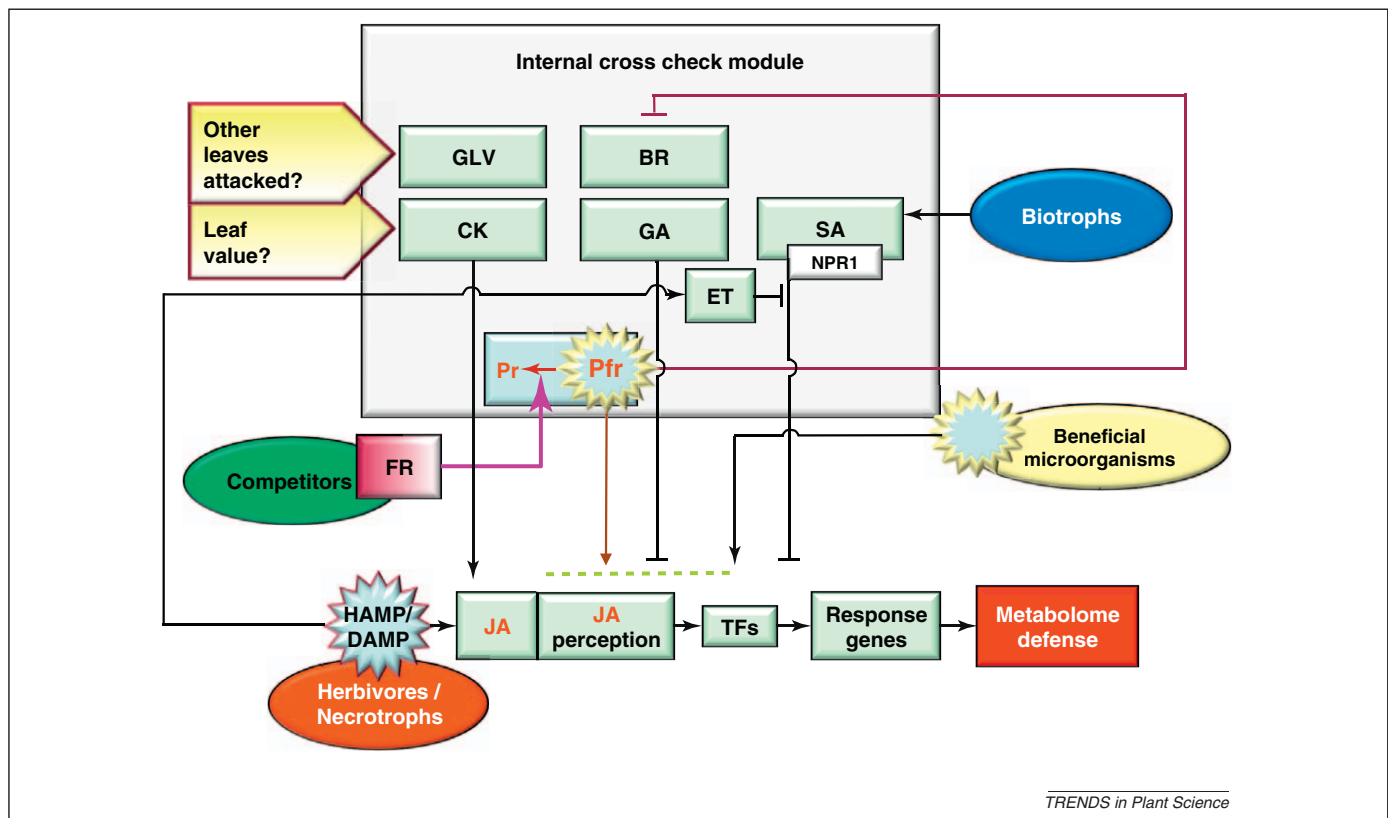 Internal cross check module
Other
leaves
attacked?
GLV
BR
Leaf
value?
CK
GA
SA
NPR1
Biotrophs
ET
Pr
Pfr
Competitors
FR
Beneficial
microorganisms
HAMP/
DAMP
JA
JA
perception
TFs
Response
genes
Metabolome
defense
Herbivores /
Necrotrophs
TRENDS in Plant Science